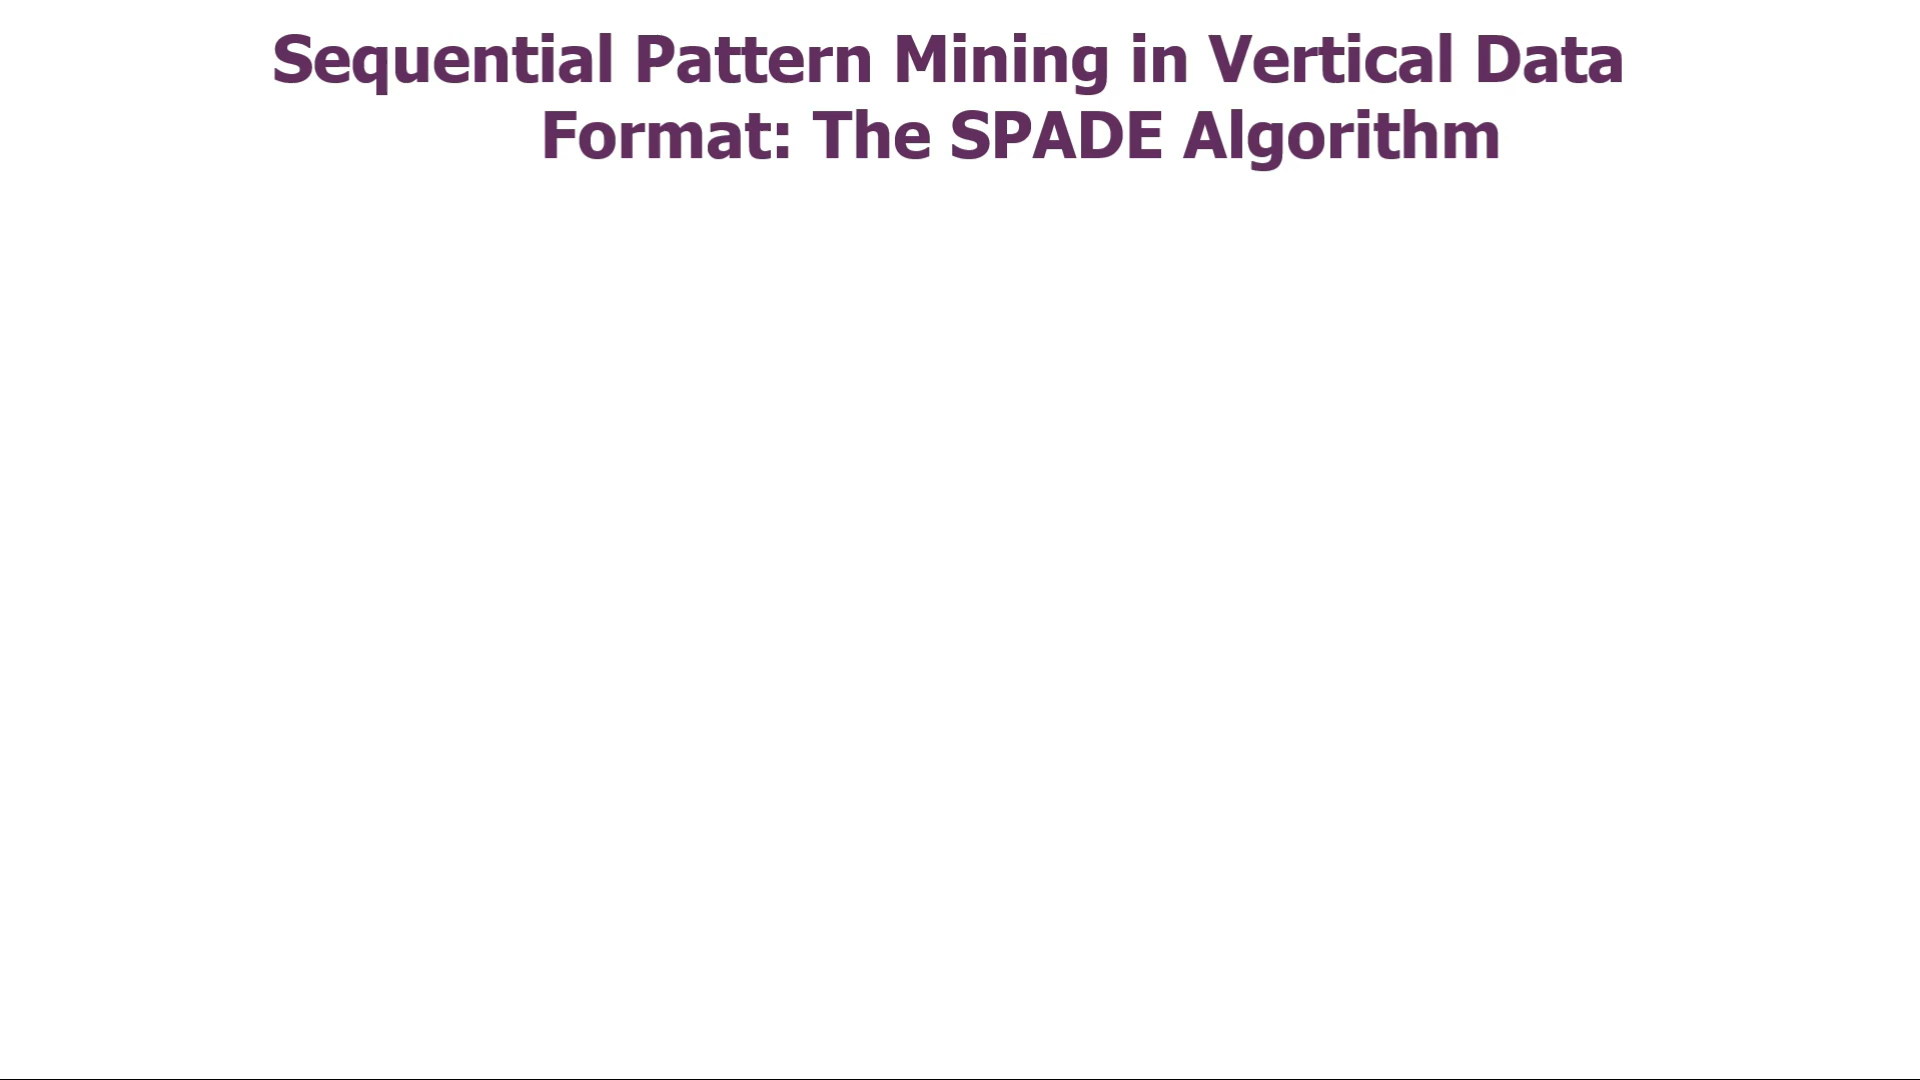 Sequential Pattern Mining in Vertical Data
Format: The SPADE Algorithm